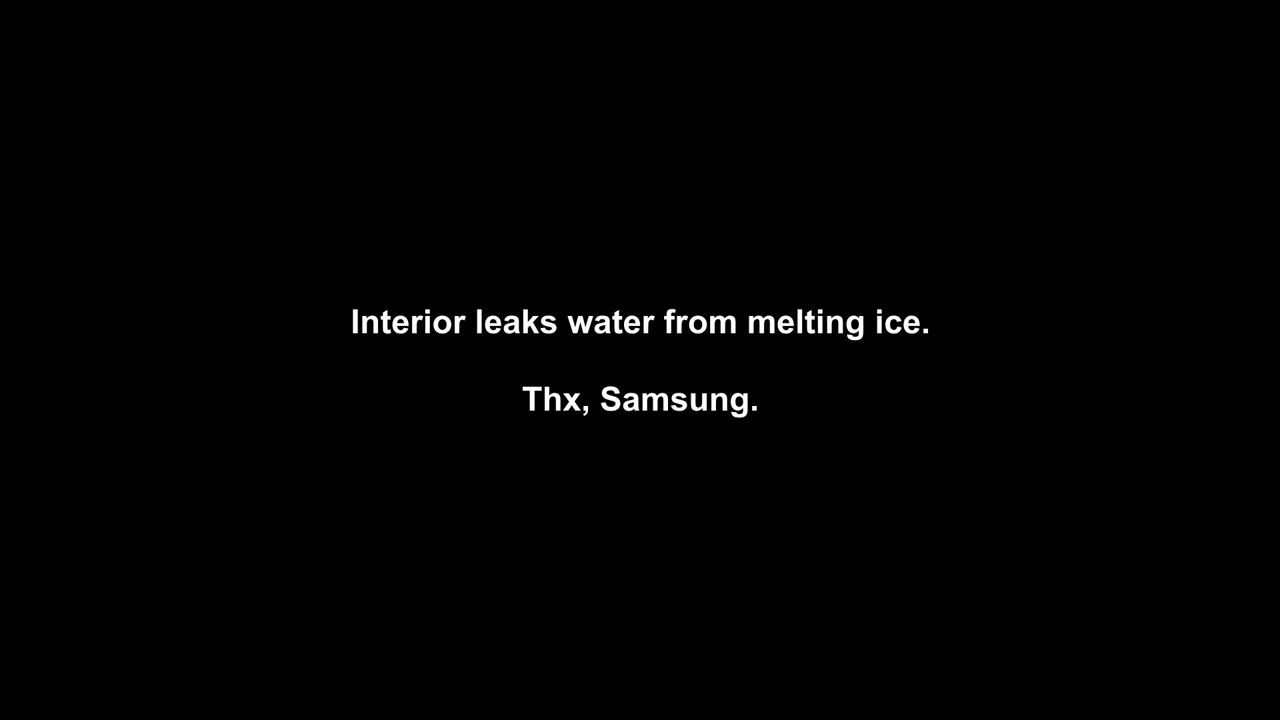 Interior leaks water from melting ice.
Thx, Samsung.